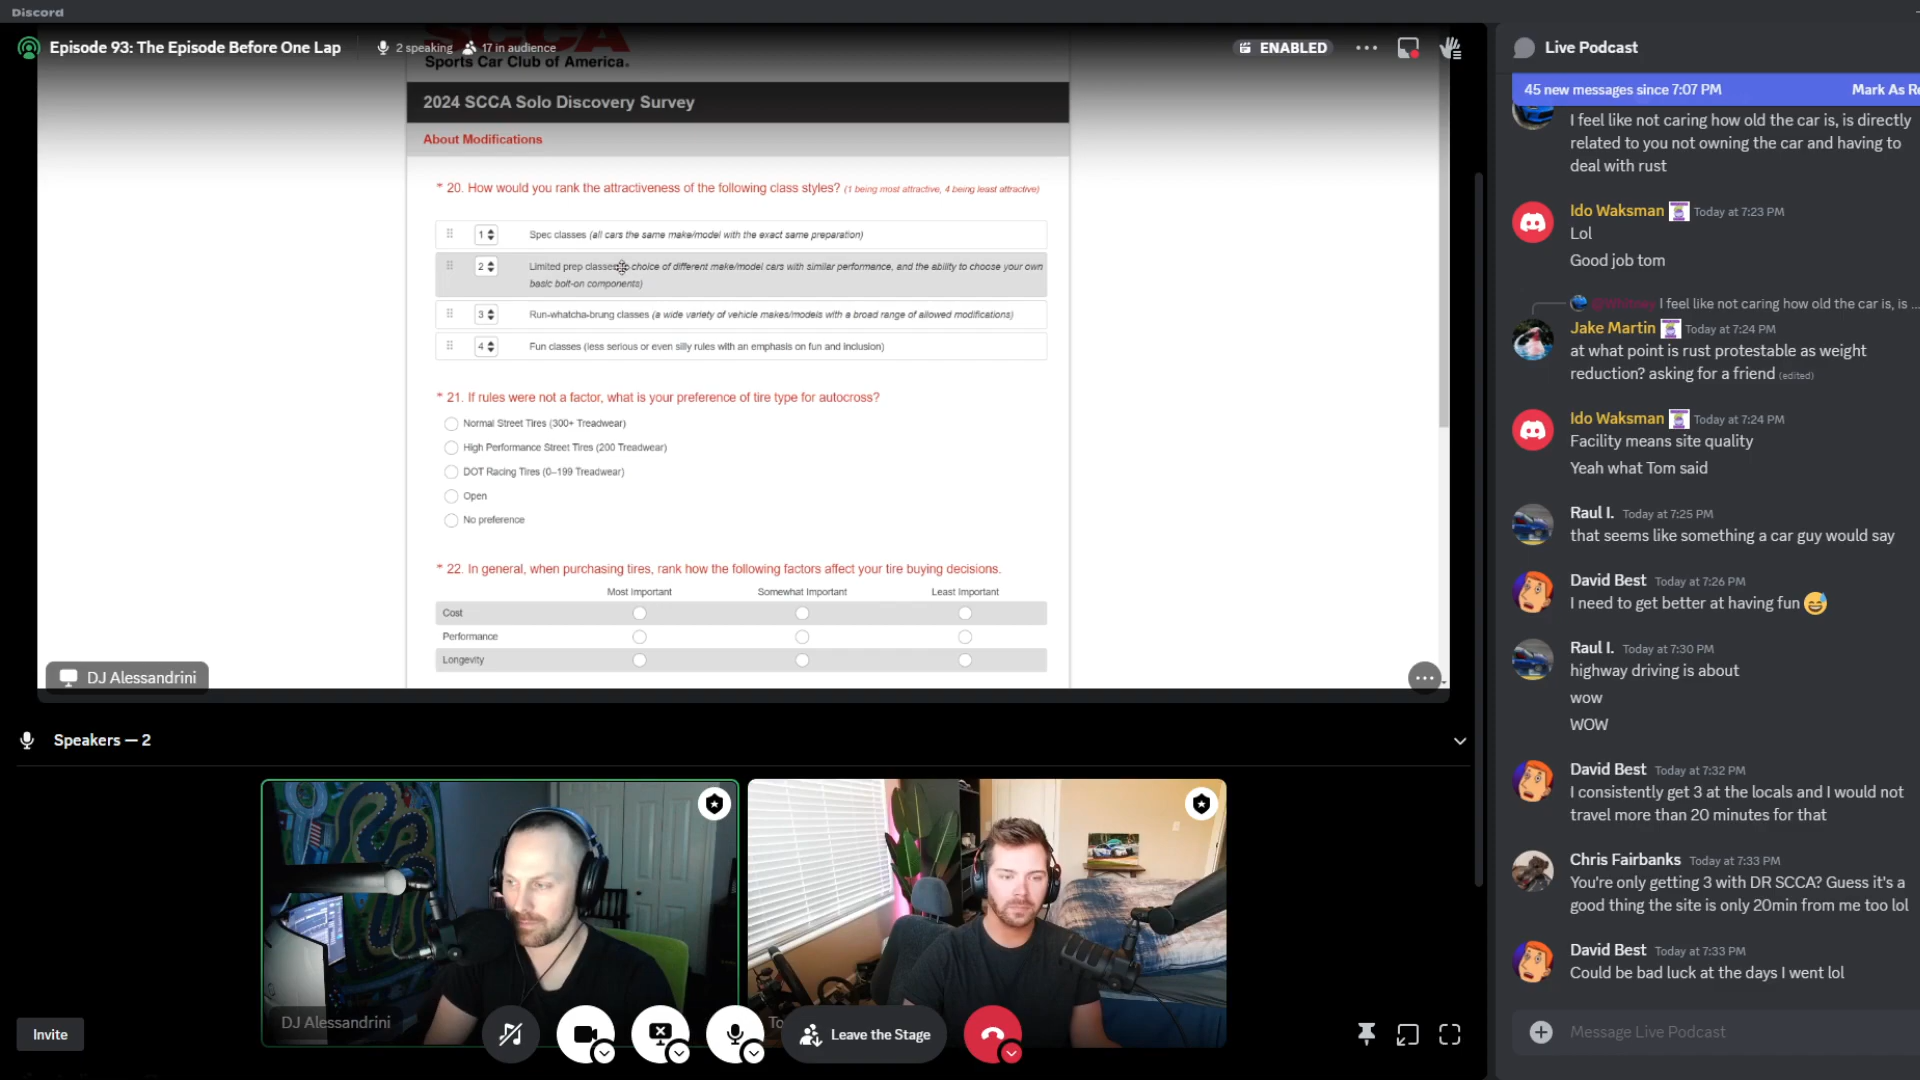 Discord
Episode 93: The Episode Before One Lap
2 speaking
17 in audience
ENABLED
SCCA
Sports Car Club of America.
2024 SCCA Solo Discovery Survey
About Modifications
* 20. How would you rank the attractiveness of the following class styles? (1 being most attractive, 4 being least attractive)
1 Spec classes (all cars the same make/model with the exact same preparation)
2 Limited prep classes choice of different make/model cars with similar performance, and the ability to choose your own
basic bolt-on components)
3 Run-whatcha-brung classes (a wide variety of vehicle makes/models with a broad range of allowed modifications)
4 Fun classes (less serious or even silly rules with an emphasis on fun and inclusion)
* 21. If rules were not a factor, what is your preference of tire type for autocross?
Normal Street Tires (300+ Treadwear)
High Performance Street Tires (200 Treadwear)
DOT Racing Tires (0–199 Treadwear)
Open
No preference
* 22. In general, when purchasing tires, rank how the following factors affect your tire buying decisions.
Most Important Somewhat Important Least Important
Cost
Performance
Longevity
DJ Alessandrini
Speakers — 2
DJ Alessandrini
To
Leave the Stage
Invite
Live Podcast
45 new messages since 7:07 PM
Mark As Re
I feel like not caring how old the car is, is directly
related to you not owning the car and having to
deal with rust
Ido Waksman Today at 7:23 PM
Lol
Good job tom
@Whitney I feel like not caring how old the car is, is ...
Jake Martin Today at 7:24 PM
at what point is rust protestable as weight
reduction? asking for a friend (edited)
Ido Waksman Today at 7:24 PM
Facility means site quality
Yeah what Tom said
Raul I. Today at 7:25 PM
that seems like something a car guy would say
David Best Today at 7:26 PM
I need to get better at having fun 😅
Raul I. Today at 7:30 PM
highway driving is about
wow
WOW
David Best Today at 7:32 PM
I consistently get 3 at the locals and I would not
travel more than 20 minutes for that
Chris Fairbanks Today at 7:33 PM
You're only getting 3 with DR SCCA? Guess it's a
good thing the site is only 20min from me too lol
David Best Today at 7:33 PM
Could be bad luck at the days I went lol
Message Live Podcast